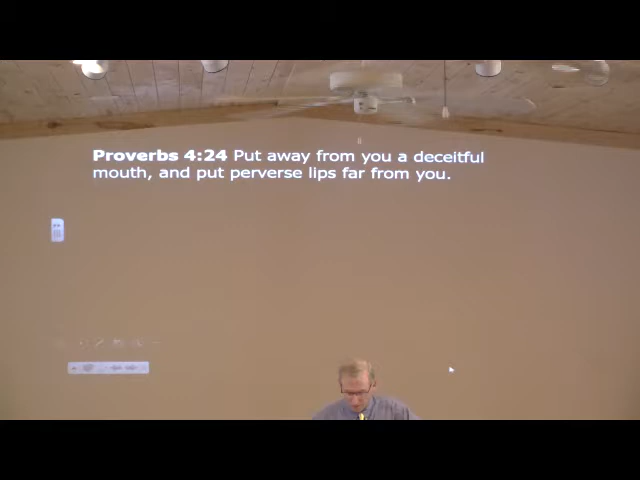 Proverbs 4:24 Put away from you a deceitful
mouth, and put perverse lips far from you.